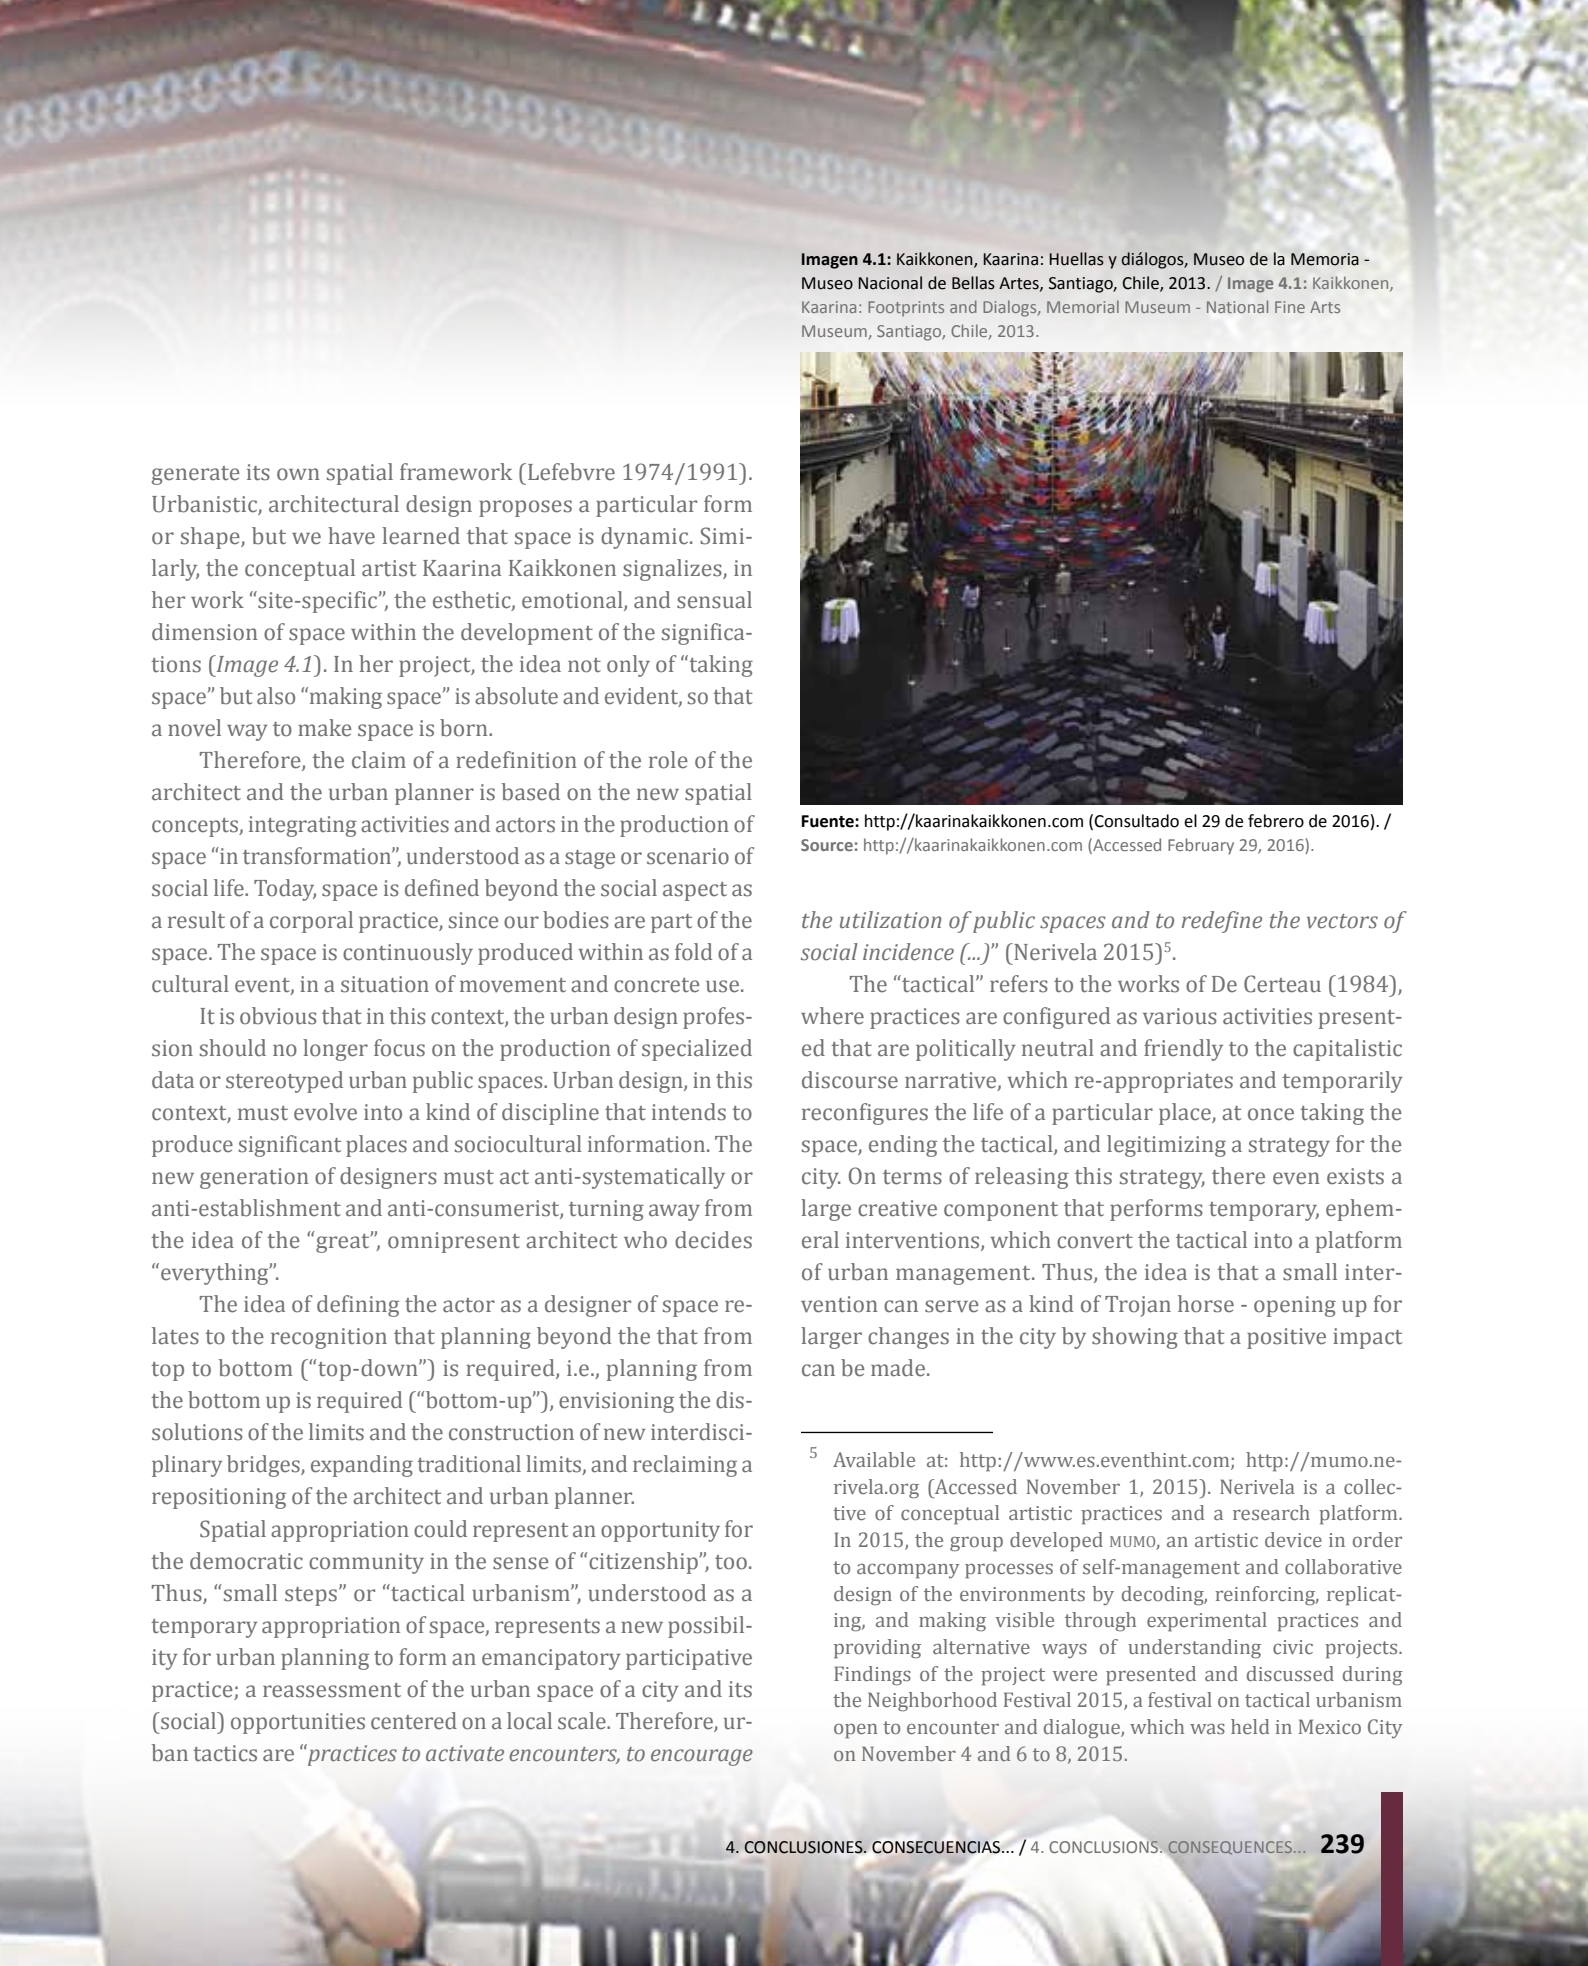 generate its own spatial framework (Lefebvre 1974/1991).
Urbanistic, architectural design proposes a particular form
or shape, but we have learned that space is dynamic. Simi-
larly, the conceptual artist Kaarina Kaikkonen signalizes, in
her work “site-specific”, the esthetic, emotional, and sensual
dimension of space within the development of the significa-
tions (Image 4.1). In her project, the idea not only of “taking
space” but also “making space” is absolute and evident, so that
a novel way to make space is born.
Therefore, the claim of a redefinition of the role of the
architect and the urban planner is based on the new spatial
concepts, integrating activities and actors in the production of
space “in transformation”, understood as a stage or scenario of
social life. Today, space is defined beyond the social aspect as
a result of a corporal practice, since our bodies are part of the
space. The space is continuously produced within as fold of a
cultural event, in a situation of movement and concrete use.
It is obvious that in this context, the urban design profes-
sion should no longer focus on the production of specialized
data or stereotyped urban public spaces. Urban design, in this
context, must evolve into a kind of discipline that intends to
produce significant places and sociocultural information. The
new generation of designers must act anti-systematically or
anti-establishment and anti-consumerist, turning away from
the idea of the “great”, omnipresent architect who decides
“everything”.
The idea of defining the actor as a designer of space re-
lates to the recognition that planning beyond the that from
top to bottom (“top-down”) is required, i.e., planning from
the bottom up is required (“bottom-up”), envisioning the dis-
solutions of the limits and the construction of new interdisci-
plinary bridges, expanding traditional limits, and reclaiming a
repositioning of the architect and urban planner.
Spatial appropriation could represent an opportunity for
the democratic community in the sense of “citizenship”, too.
Thus, “small steps” or “tactical urbanism”, understood as a
temporary appropriation of space, represents a new possibil-
ity for urban planning to form an emancipatory participative
practice; a reassessment of the urban space of a city and its
(social) opportunities centered on a local scale. Therefore, ur-
ban tactics are “practices to activate encounters, to encourage
Imagen 4.1: Kaikkonen, Kaarina: Huellas y diálogos, Museo de la Memoria -
Museo Nacional de Bellas Artes, Santiago, Chile, 2013. / Image 4.1: Kaikkonen,
Kaarina: Footprints and Dialogs, Memorial Museum - National Fine Arts
Museum, Santiago, Chile, 2013.
Fuente: http://kaarinakaikkonen.com (Consultado el 29 de febrero de 2016). /
Source: http://kaarinakaikkonen.com (Accessed February 29, 2016).
the utilization of public spaces and to redefine the vectors of
social incidence (...)” (Nerivela 2015)5.
The “tactical” refers to the works of De Certeau (1984),
where practices are configured as various activities present-
ed that are politically neutral and friendly to the capitalistic
discourse narrative, which re-appropriates and temporarily
reconfigures the life of a particular place, at once taking the
space, ending the tactical, and legitimizing a strategy for the
city. On terms of releasing this strategy, there even exists a
large creative component that performs temporary, ephem-
eral interventions, which convert the tactical into a platform
of urban management. Thus, the idea is that a small inter-
vention can serve as a kind of Trojan horse - opening up for
larger changes in the city by showing that a positive impact
can be made.
5 Available at: http://www.es.eventhint.com; http://mumo.ne-
rivela.org (Accessed November 1, 2015). Nerivela is a collec-
tive of conceptual artistic practices and a research platform.
In 2015, the group developed MUMO, an artistic device in order
to accompany processes of self-management and collaborative
design of the environments by decoding, reinforcing, replicat-
ing, and making visible through experimental practices and
providing alternative ways of understanding civic projects.
Findings of the project were presented and discussed during
the Neighborhood Festival 2015, a festival on tactical urbanism
open to encounter and dialogue, which was held in Mexico City
on November 4 and 6 to 8, 2015.
4. CONCLUSIONES. CONSECUENCIAS... / 4. CONCLUSIONS. CONSEQUENCES... 239